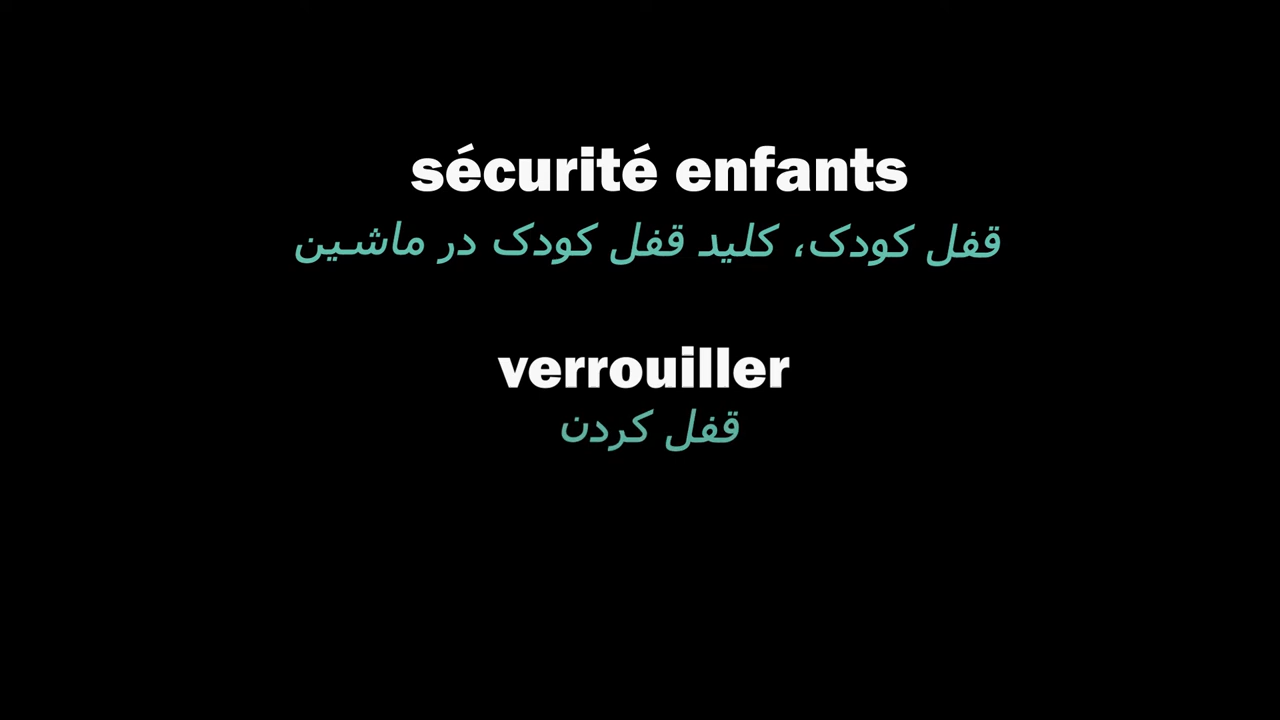 sécurité enfants
قفل کودک، کلید قفل کودک در ماشین
verrouiller
قفل کردن